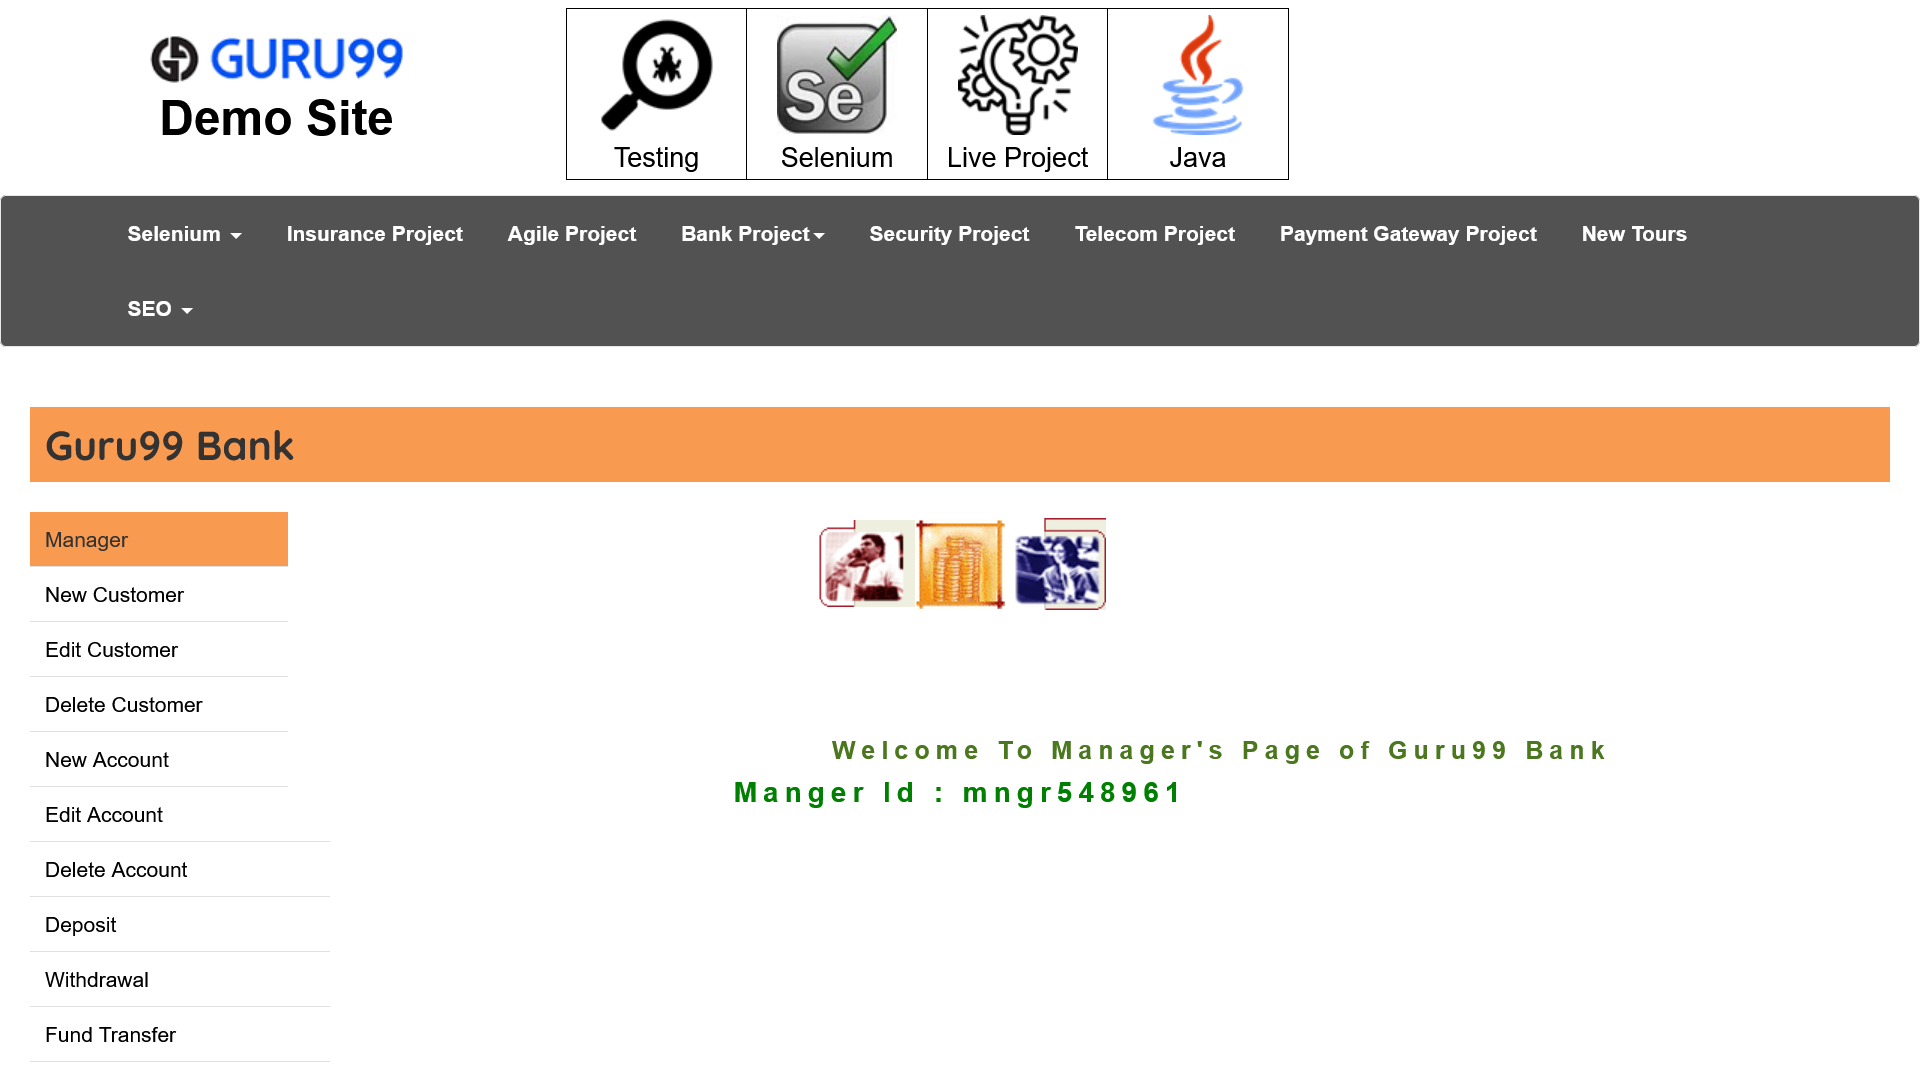 GURU99
Demo Site
Testing
Se
Selenium
Live Project
Java
Selenium
Insurance Project
Agile Project
Bank Project
Security Project
Telecom Project
Payment Gateway Project
New Tours
SEO
Guru99 Bank
Manager
New Customer
Edit Customer
Delete Customer
New Account
Edit Account
Delete Account
Deposit
Withdrawal
Fund Transfer
Welcome To Manager's Page of Guru99 Bank
Manger Id : mngr548961